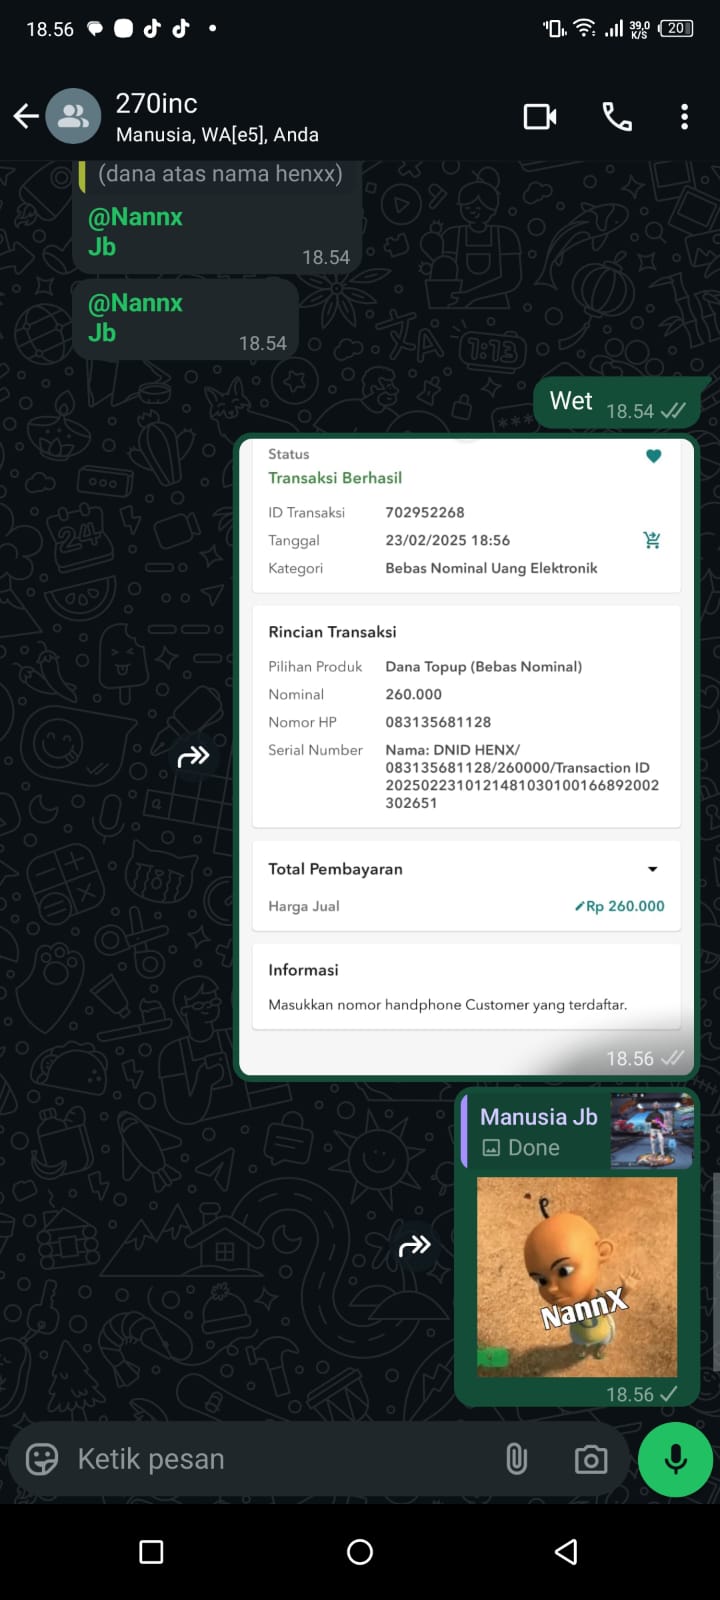 18.56
39,0
K/S
20
270inc
Manusia, WA[e5], Anda
(dana atas nama henxx)
@Nannx
Jb
18.54
@Nannx
Jb
18.54
Wet
18.54
Status
Transaksi Berhasil
ID Transaksi 702952268
Tanggal 23/02/2025 18:56
Kategori Bebas Nominal Uang Elektronik
Rincian Transaksi
Pilihan Produk Dana Topup (Bebas Nominal)
Nominal 260.000
Nomor HP 083135681128
Serial Number Nama: DNID HENX/
083135681128/260000/Transaction ID
2025022310121481030100166892002
302651
Total Pembayaran
Harga Jual Rp 260.000
Informasi
Masukkan nomor handphone Customer yang terdaftar.
18.56
Manusia Jb
Done
NannX
18.56
Ketik pesan